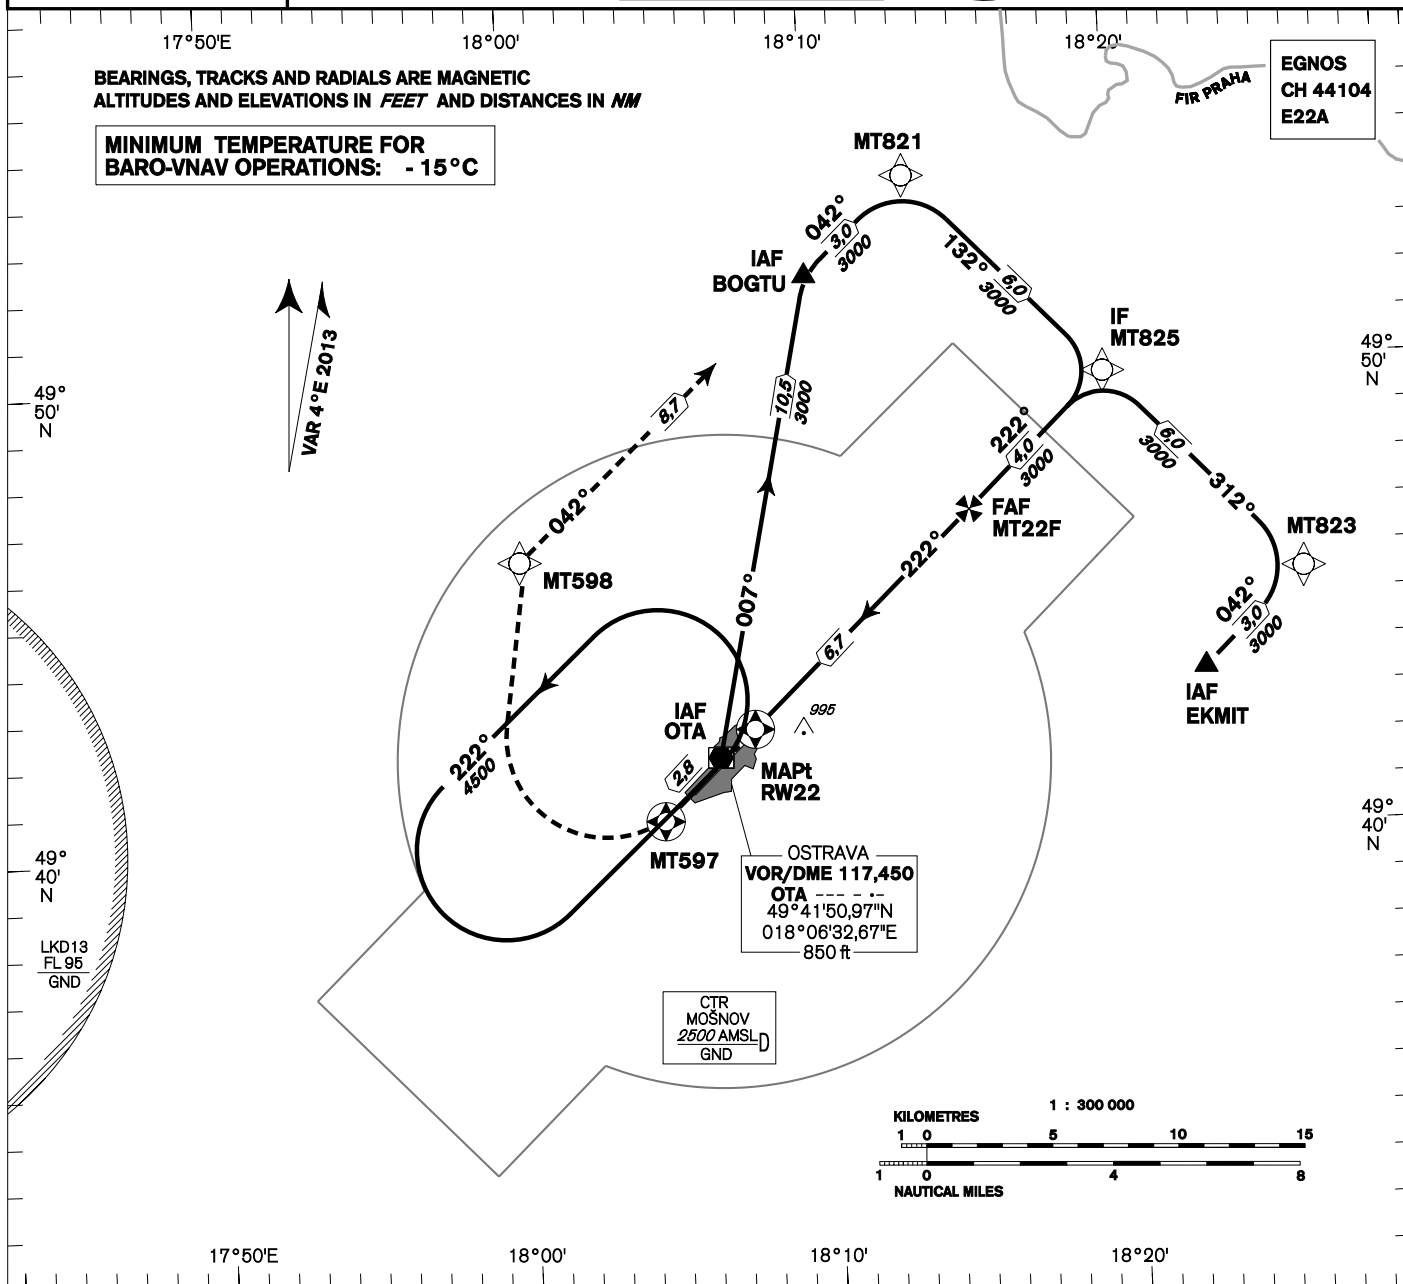 17°50'E
18°00'
18°10'
18°20'
BEARINGS, TRACKS AND RADIALS ARE MAGNETIC
ALTITUDES AND ELEVATIONS IN FEET AND DISTANCES IN NM
MINIMUM TEMPERATURE FOR
BARO-VNAV OPERATIONS: - 15°C
EGNOS
CH 44104
E22A
FIR PRAHA
MT821
042°
3,0
3000
IAF
BOGTU
132°
6,0
3000
IF
MT825
VAR 4°E 2013
49°
50'
N
49°
50'
N
8,7
10,5
3000
222°
4,0
3000
6,0
3000
312°
042°
FAF
MT22F
MT823
222°
MT598
007°
042°
3,0
3000
6,7
IAF
EKMIT
IAF
OTA
995
222°
4500
2,8
MAPt
RW22
MT597
49°
40'
N
49°
40'
N
OSTRAVA
VOR/DME 117,450
OTA --- - ·-
49°41'50,97"N
018°06'32,67"E
850 ft
LKD13
FL 95
GND
CTR
MOŠNOV
2500 AMSL
GND
D
1 : 300 000
KILOMETRES
1 0 5 10 15
1 0 4 8
NAUTICAL MILES
17°50'E
18°00'
18°10'
18°20'